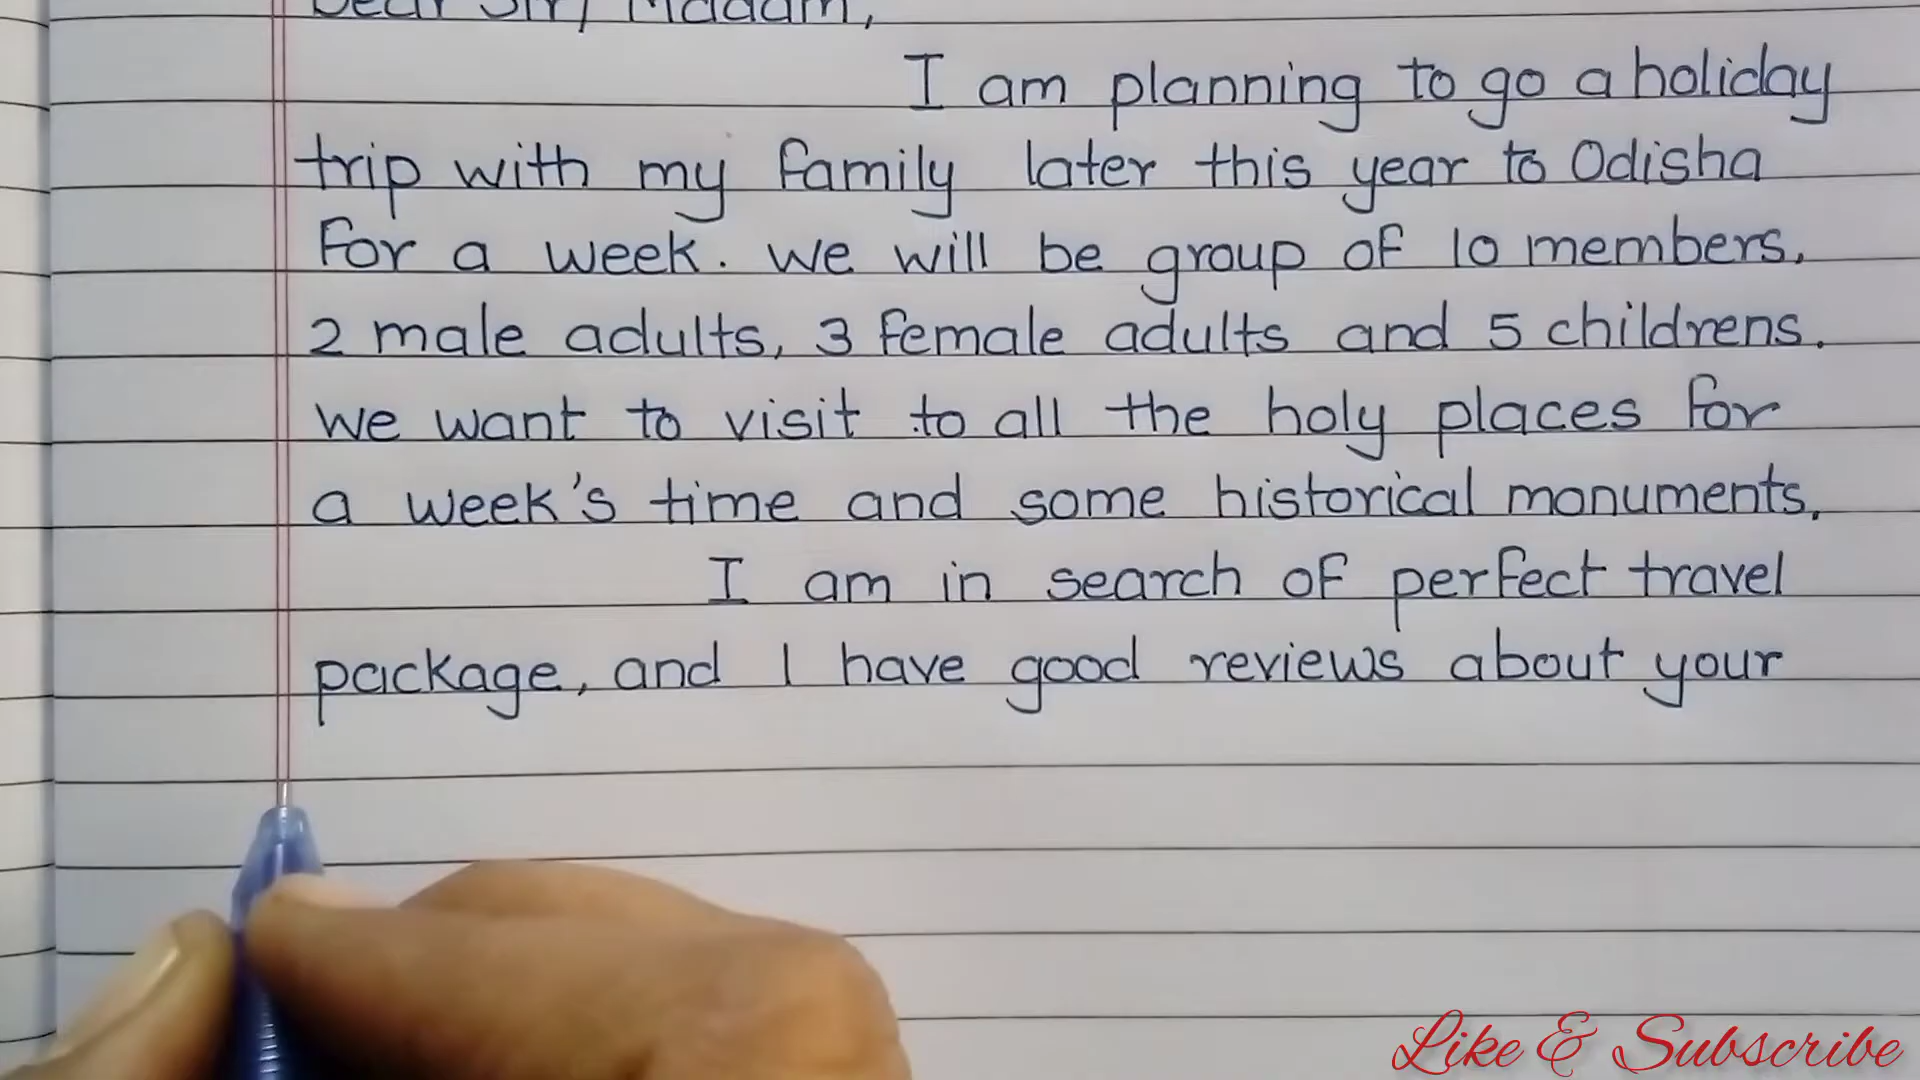 Dear Sir/ Madam,
I am planning to go a holiday
trip with my family later this year to Odisha
for a week. we will be group of 10 members,
2 male adults, 3 female adults and 5 childrens.
we want to visit to all the holy places for
a week's time and some historical monuments.
I am in search of perfect travel
package, and I have good reviews about your
Like & Subscribe